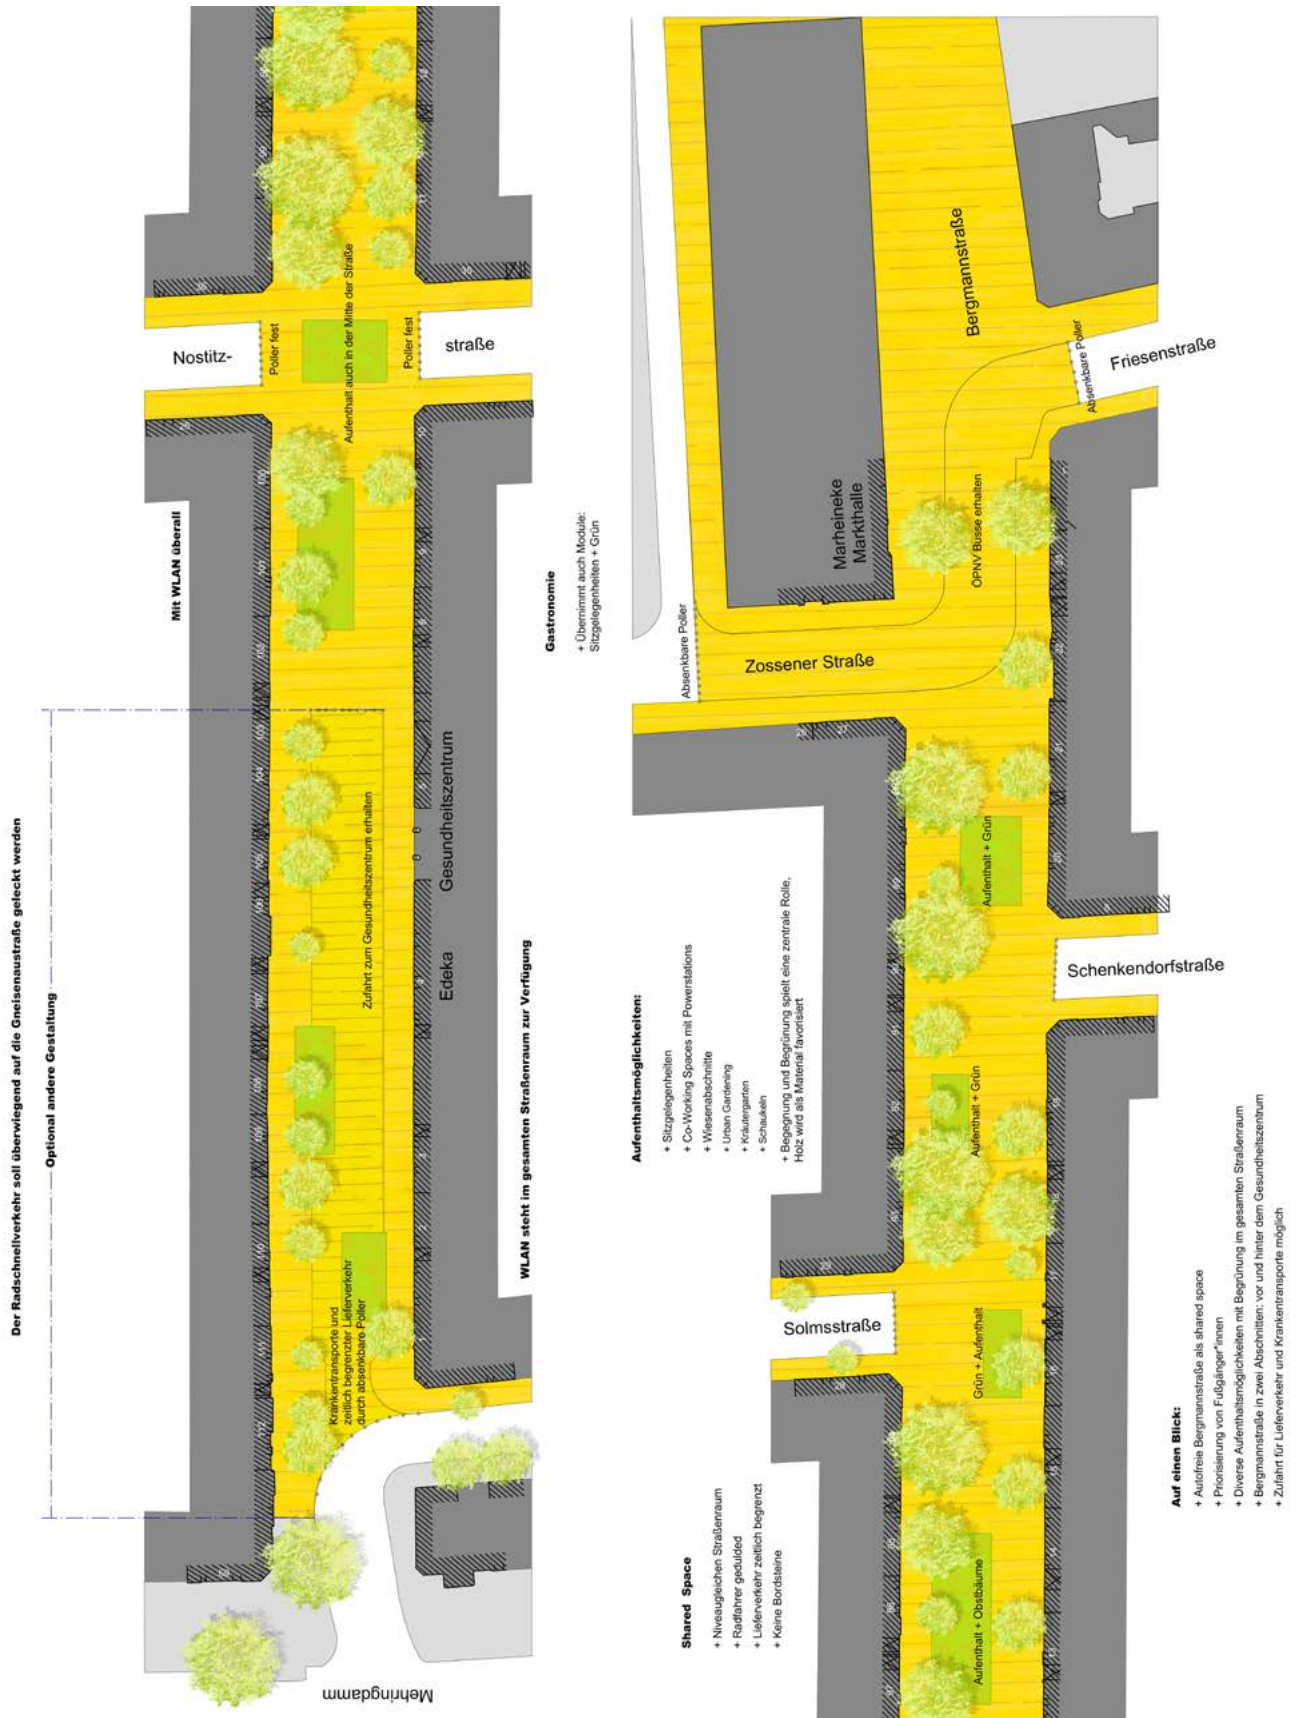 Der Radschnellverkehr soll überwiegend auf die Gneisenaustraße geleckt werden
Optional andere Gestaltung
Mit WLAN überall
Nostitz-
straße
Poller fest
Poller fest
Aufenthalt auch in der Mitte der Straße
Zufahrt zum Gesundheitszentrum erhalten
Edeka
Gesundheitszentrum
Krankentransporte und
zeitlich begrenzter Lieferverkehr
durch absenkbare Poller
Mehringdamm
WLAN steht im gesamten Straßenraum zur Verfügung
Gastronomie
+ Übernimmt auch Module:
Sitzgelegenheiten + Grün
Aufenthaltsmöglichkeiten:
+ Sitzgelegenheiten
+ Co-Working Spaces mit Powerstations
+ Wiesenabschnitte
+ Urban Gardening
+ Kräutergarten
+ Schaukeln
+ Begegnung und Begrünung spielt eine zentrale Rolle,
Holz wird als Material favorisiert
Shared Space
+ Niveaugleichen Straßenraum
+ Radfahrer geduldet
+ Lieferverkehr zeitlich begrenzt
+ Keine Bordsteine
Absenkbare Poller
Zossener Straße
Marheineke
Markthalle
Bergmannstraße
ÖPNV Busse erhalten
Absenkbare Poller
Friesenstraße
Aufenthalt + Grün
Schenkendorfstraße
Aufenthalt + Grün
Solmsstraße
Grün + Aufenthalt
Aufenthalt + Obstbäume
Auf einen Blick:
+ Autofreie Bergmannstraße als shared space
+ Priorisierung von Fußgänger*innen
+ Diverse Aufenthaltsmöglichkeiten mit Begrünung im gesamten Straßenraum
+ Bergmannstraße in zwei Abschnitten: vor und hinter dem Gesundheitszentrum
+ Zufahrt für Lieferverkehr und Krankentransporte möglich